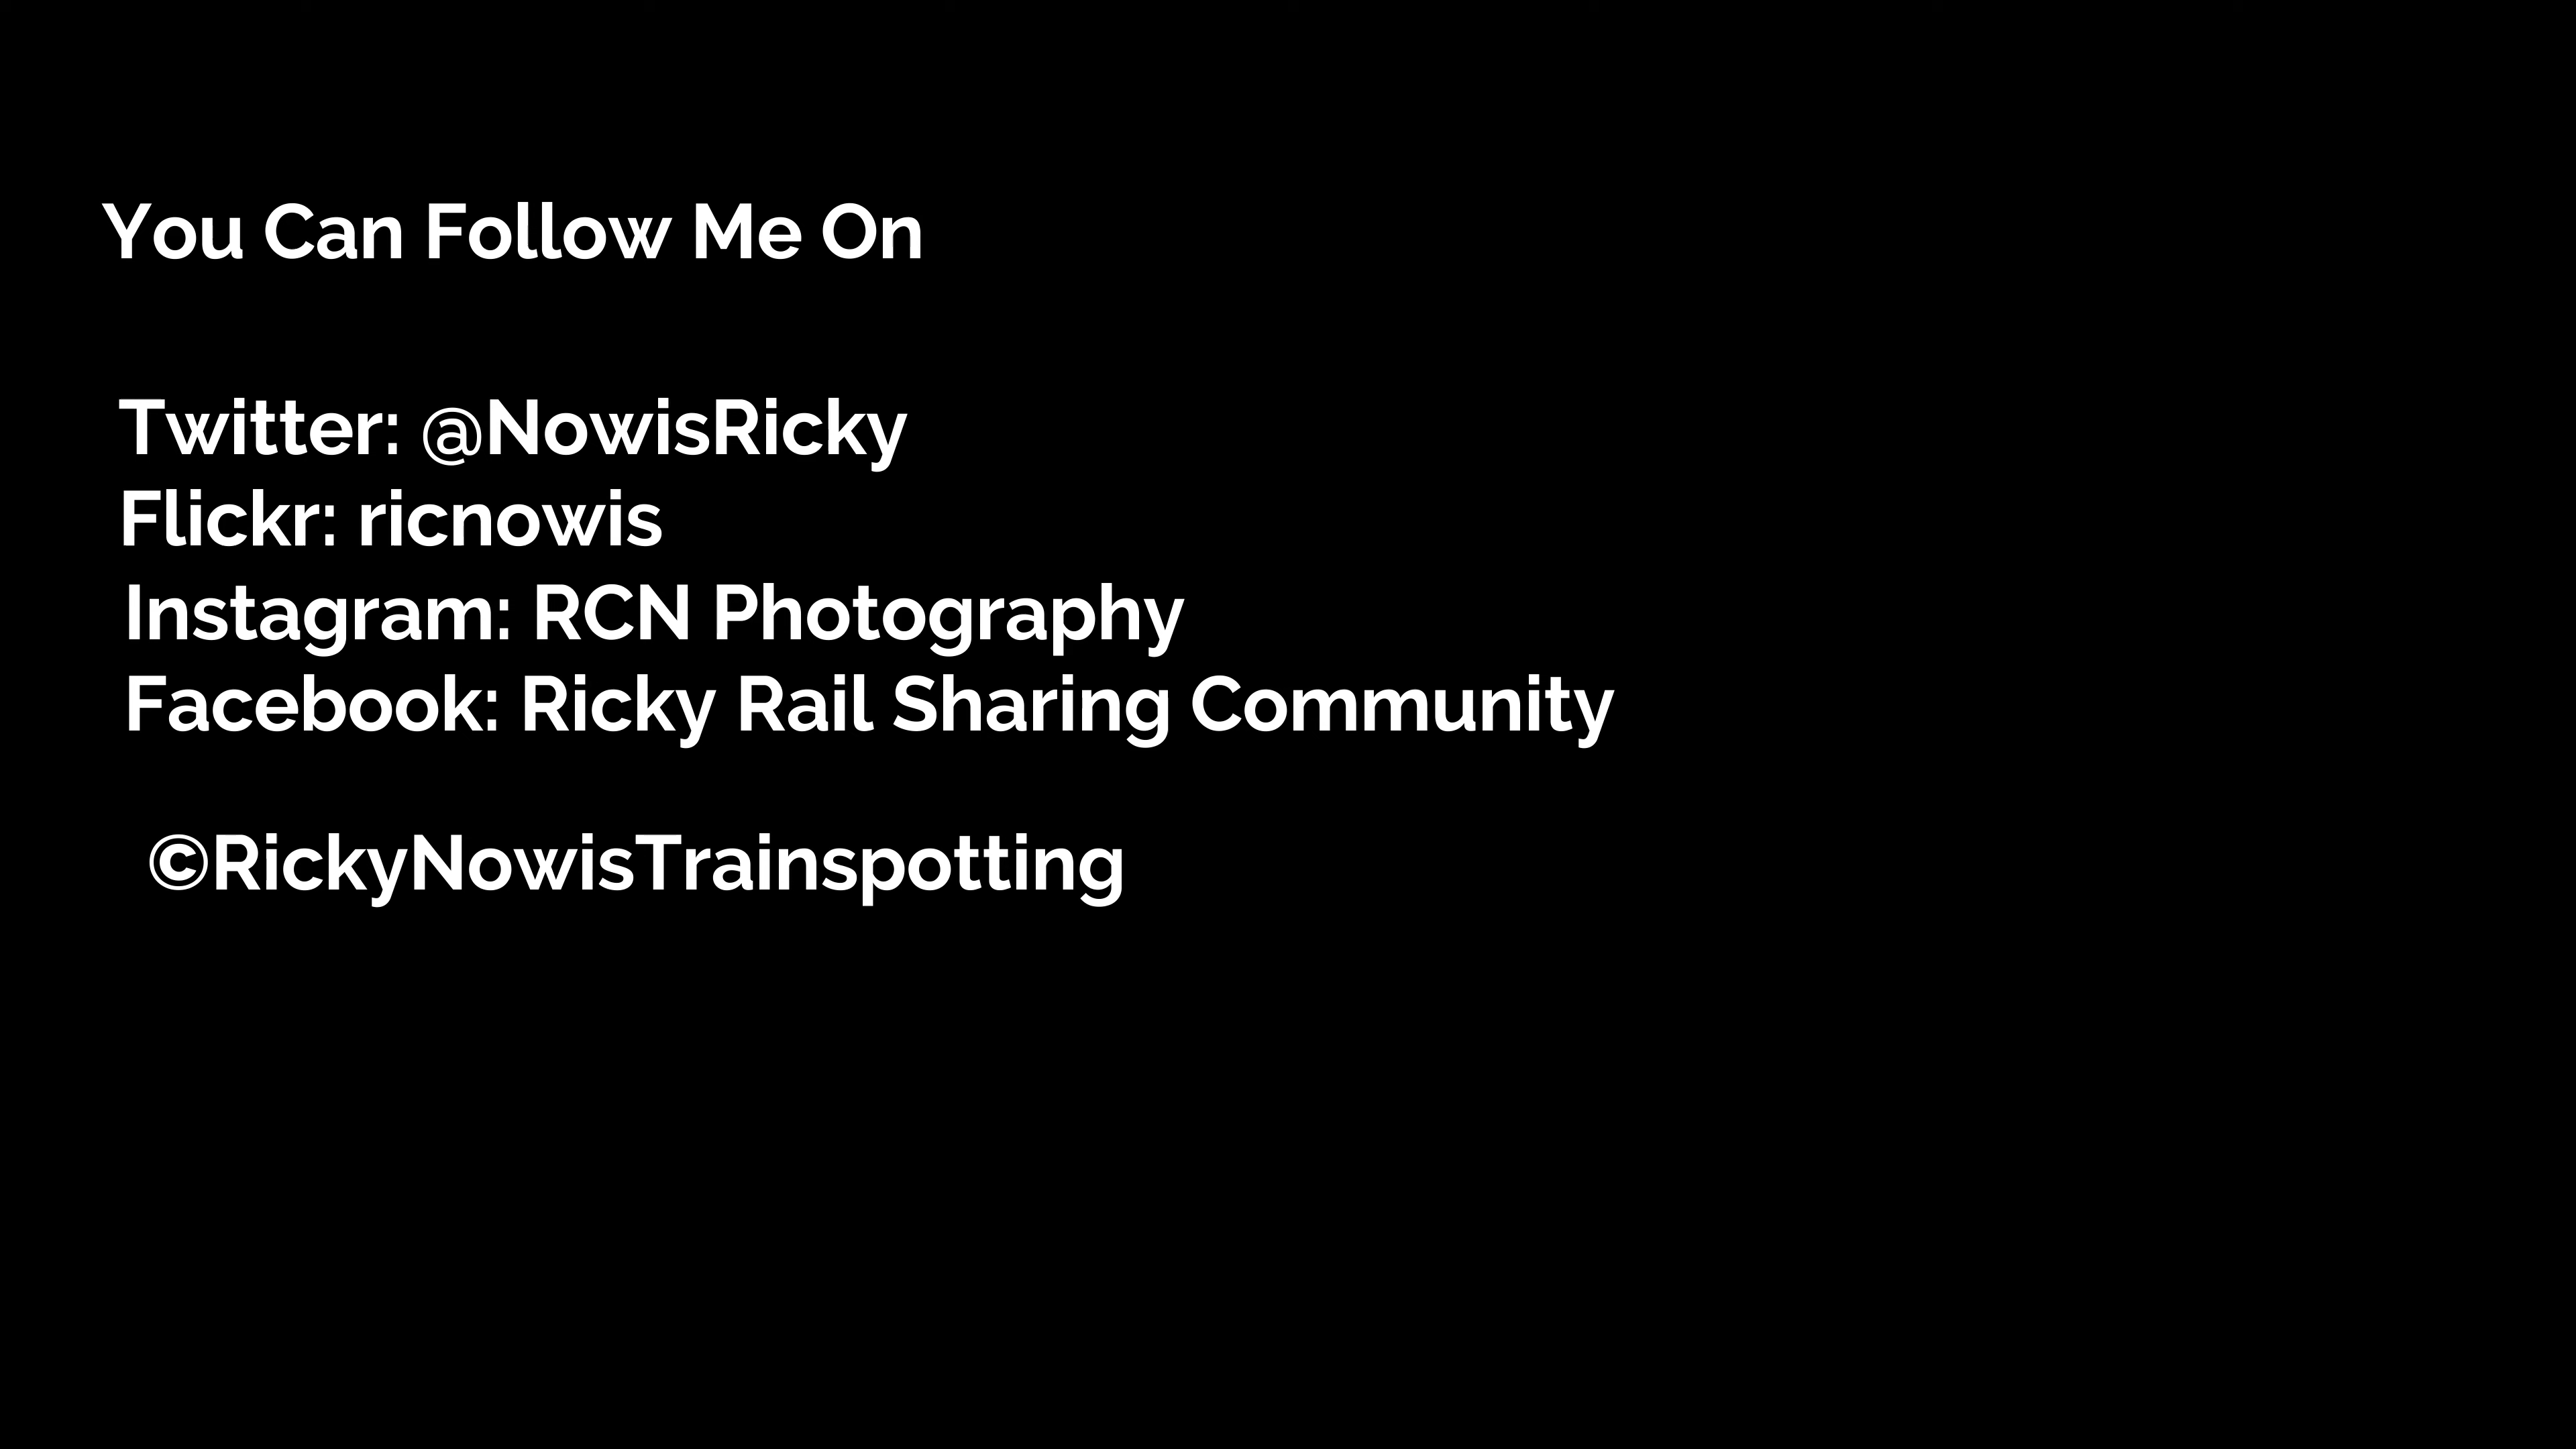 You Can Follow Me On
Twitter: @NowisRicky
Flickr: ricnowis
Instagram: RCN Photography
Facebook: Ricky Rail Sharing Community
©RickyNowisTrainspotting